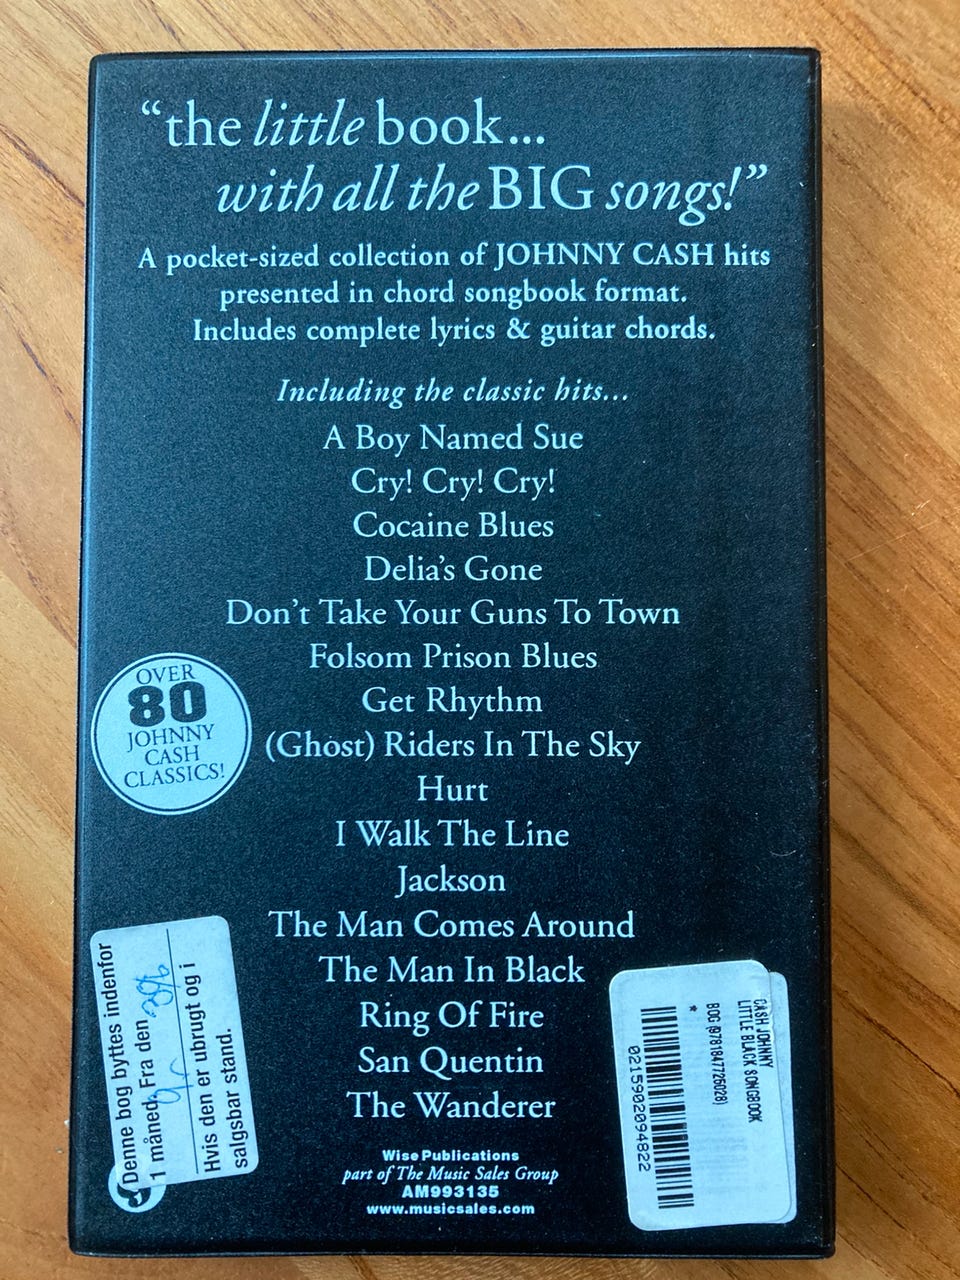 “the little book...
with all the BIG songs!”
A pocket-sized collection of JOHNNY CASH hits
presented in chord songbook format.
Includes complete lyrics & guitar chords.
Including the classic hits...
A Boy Named Sue
Cry! Cry! Cry!
Cocaine Blues
Delia’s Gone
Don’t Take Your Guns To Town
Folsom Prison Blues
Get Rhythm
(Ghost) Riders In The Sky
Hurt
I Walk The Line
Jackson
The Man Comes Around
The Man In Black
Ring Of Fire
San Quentin
The Wanderer
OVER
80
JOHNNY
CASH
CLASSICS!
Denne bog byttes indenfor
1 måned. Fra den
Hvis den er ubrugt og i
salgsbar stand.
CASH JOHNNY
LITTLE BLACK SONGBOOK
BOG (9781847726028)
*
0215902094822
Wise Publications
part of The Music Sales Group
AM993135
www.musicsales.com